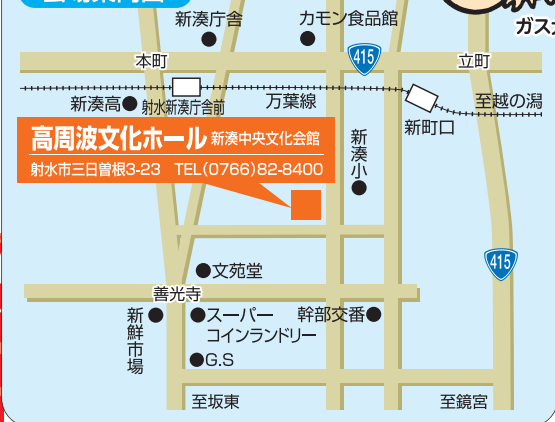 新湊庁舎
カモン食品館
ガス
本町
415
立町
新湊高
射水新湊庁舎前
万葉線
新町口
至越の潟
高周波文化ホール 新湊中央文化会館
射水市三日曽根3-23 TEL(0766)82-8400
新湊小
415
文苑堂
善光寺
新鮮市場
スーパー
コインランドリー
幹部交番
G.S
至坂東
至鏡宮